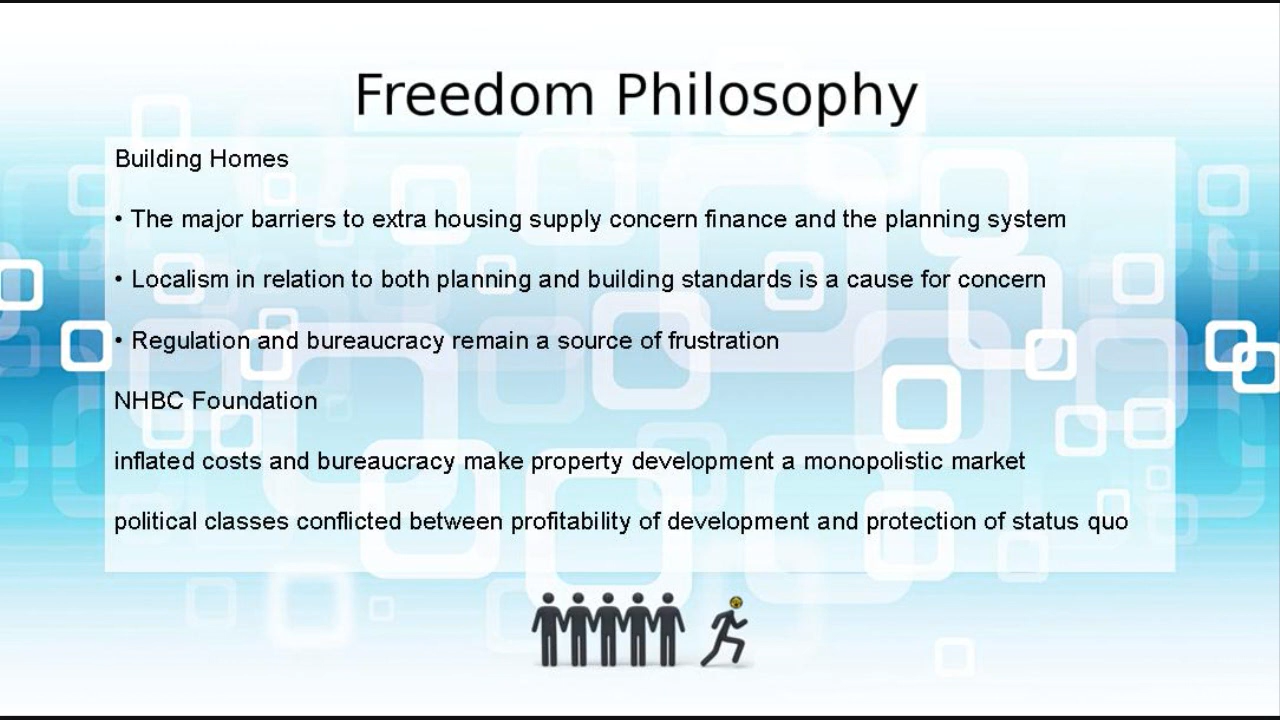 Freedom Philosophy
Building Homes
• The major barriers to extra housing supply concern finance and the planning system
• Localism in relation to both planning and building standards is a cause for concern
• Regulation and bureaucracy remain a source of frustration
NHBC Foundation
inflated costs and bureaucracy make property development a monopolistic market
political classes conflicted between profitability of development and protection of status quo